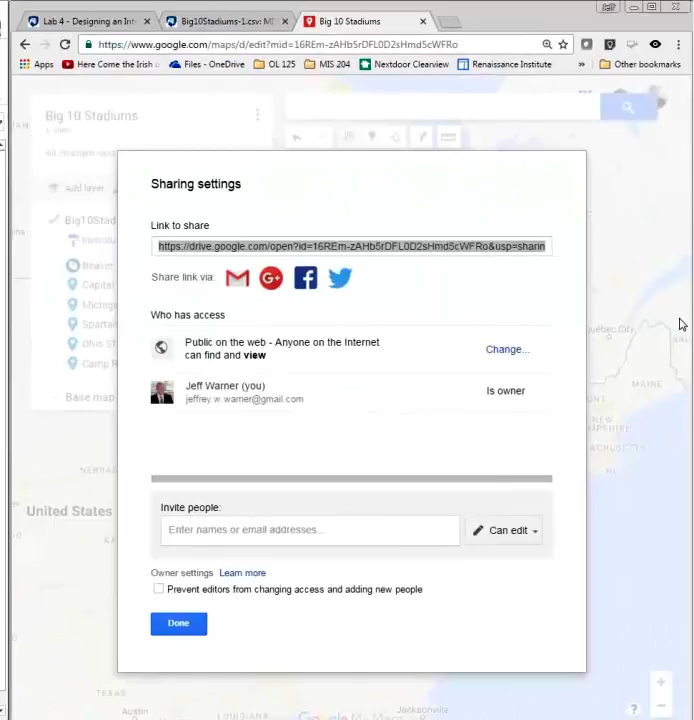 Jeff
Lab 4 - Designing an Int
Big10Stadiums-1.csv: M
Big 10 Stadiums
https://www.google.com/maps/d/edit?mid=16REm-zAHb5rDFL0D2sHmd5cWFRo
Apps
Here Come the Irish
Files - OneDrive
OL 125
MIS 204
Nextdoor Clearview
Renaissance Institute
»
Other bookmarks
Big 10 Stadiums
Add layer
Big10Stad
Beaver
Capital
Michig
Spartan
Ohio St
Camp R
Base map
Sharing settings
Link to share
https://drive.google.com/open?id=16REm-zAHb5rDFL0D2sHmd5cWFRo&usp=sharin
Share link via:
Who has access
Public on the web - Anyone on the Internet
can find and view
Change...
Jeff Warner (you)
jeffrey.w.warner@gmail.com
Is owner
Invite people:
Enter names or email addresses...
Can edit
Owner settings Learn more
Prevent editors from changing access and adding new people
Done
Quebec City
MAINE
NEBRAS
United States
TEXAS
Austin
LOUISIANA
Jacksonville
Google My Maps